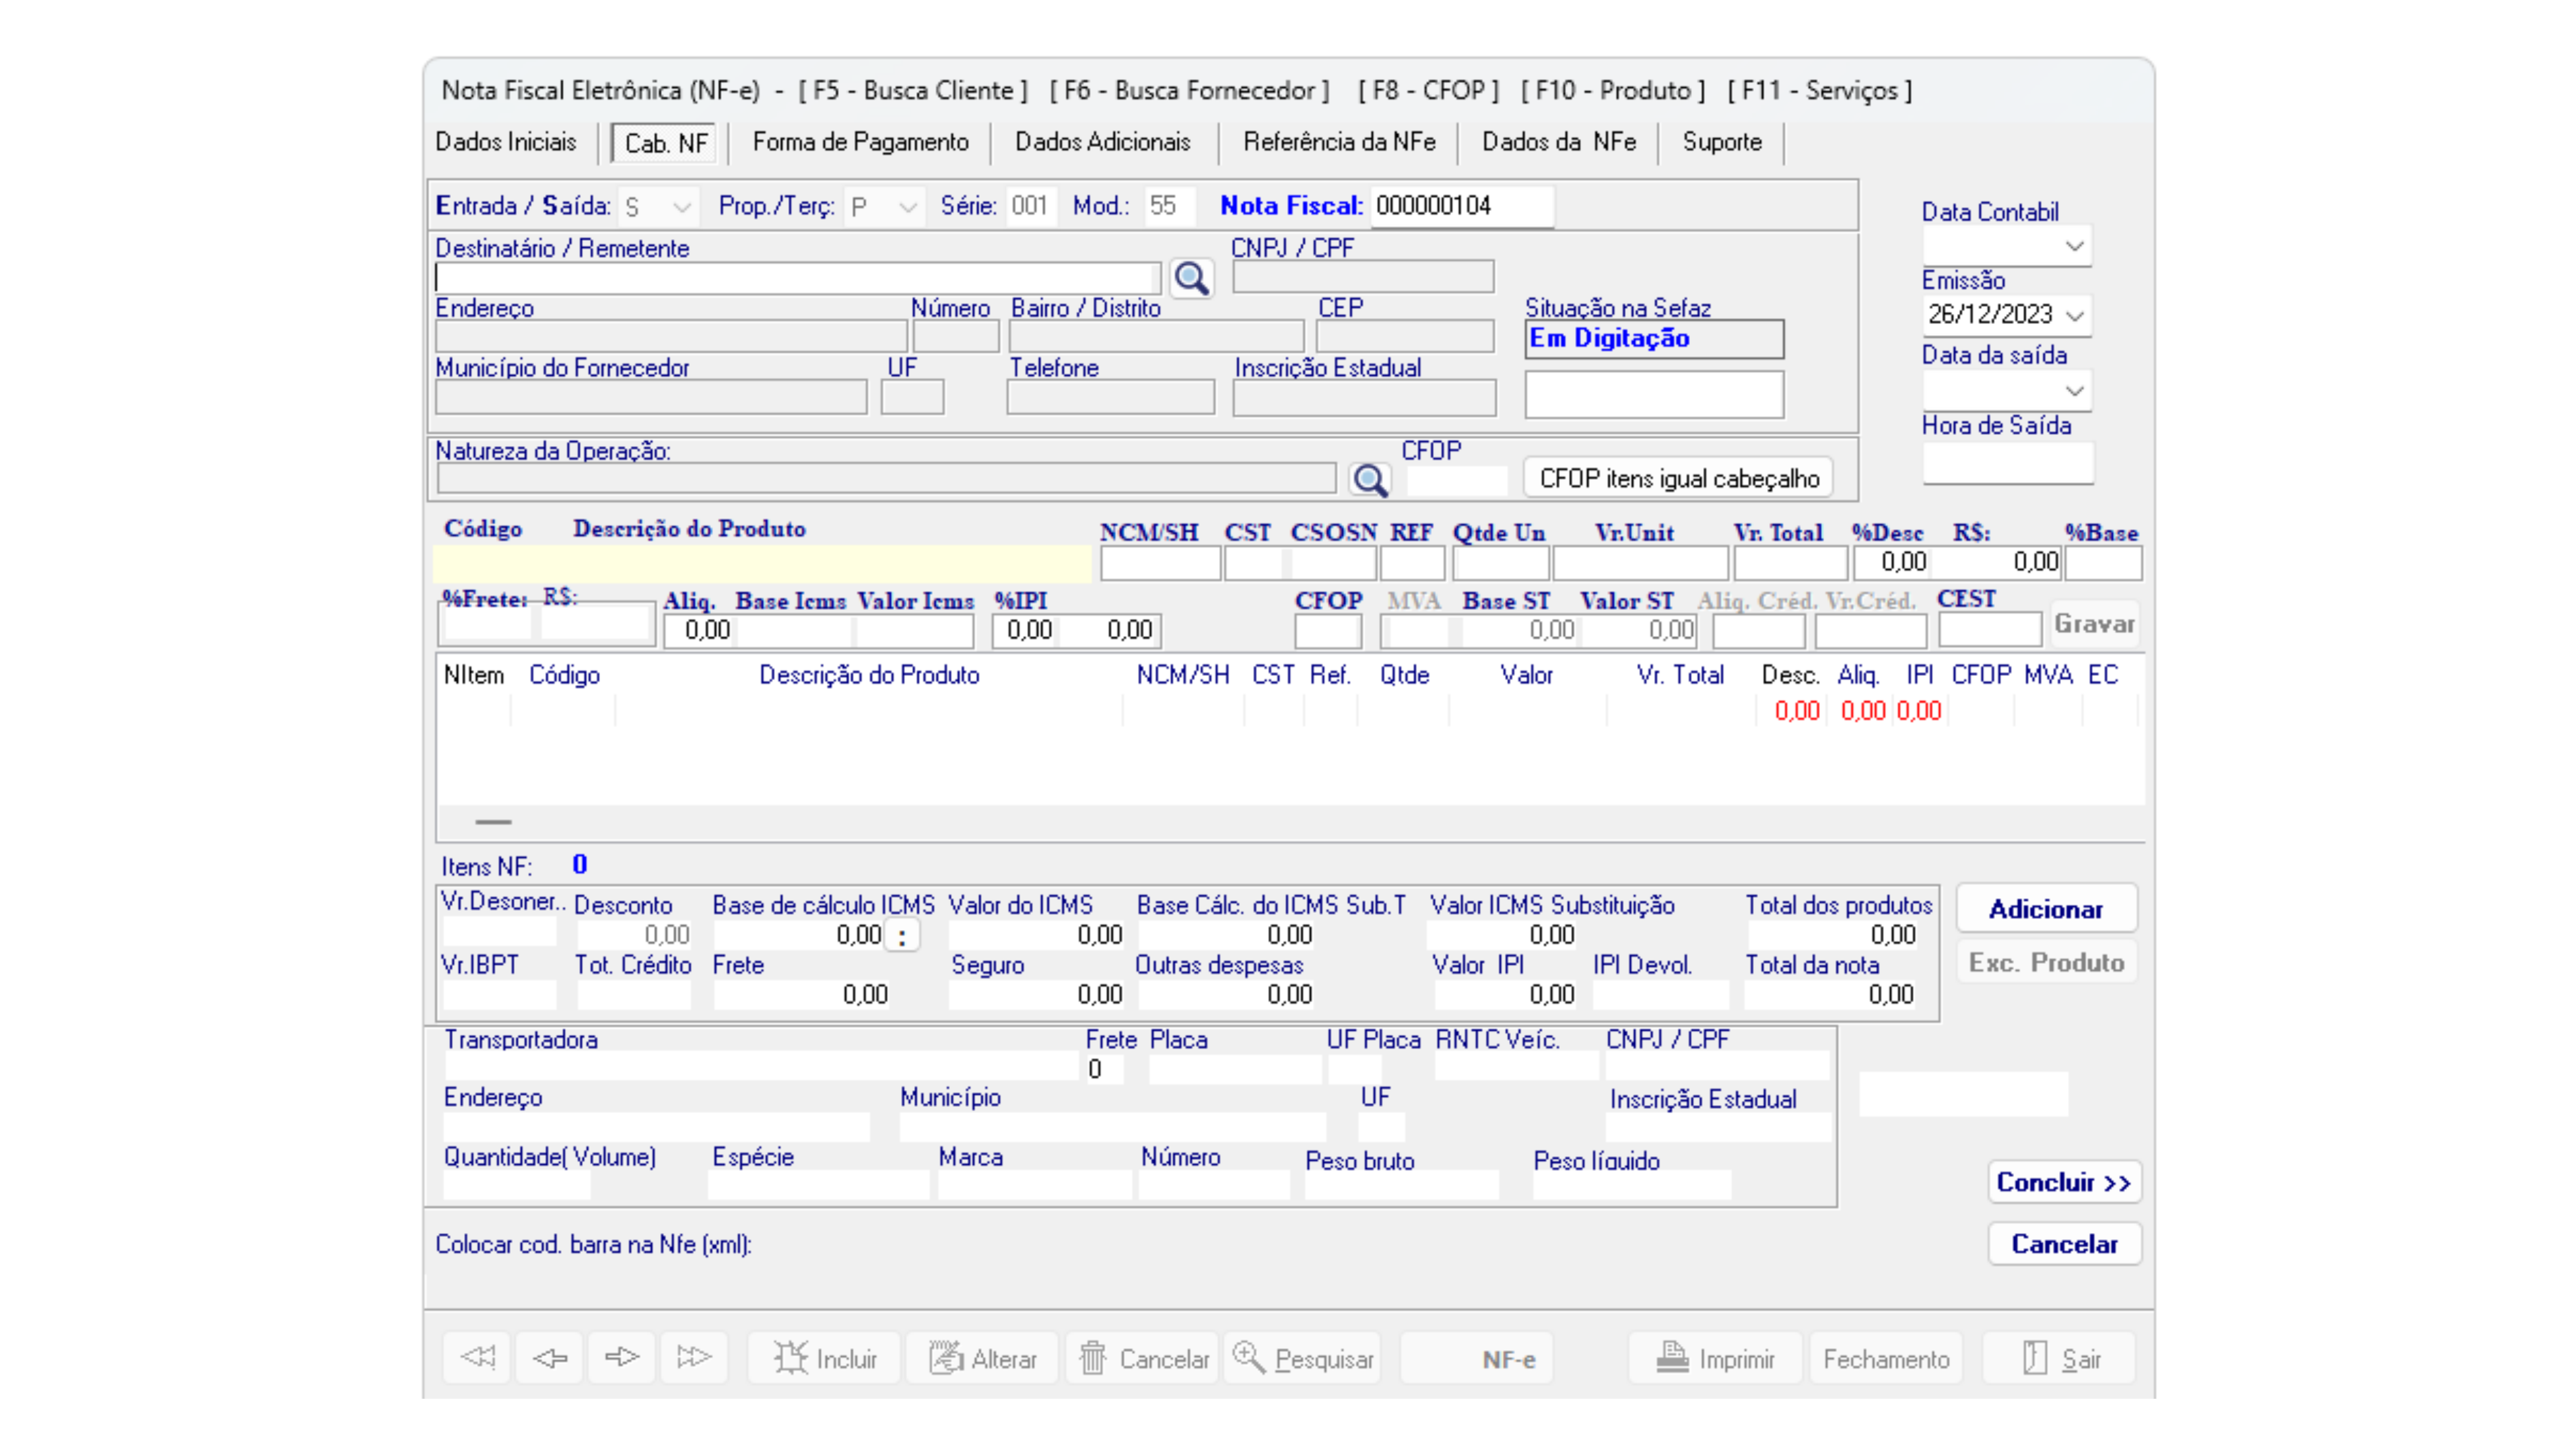 Nota Fiscal Eletrônica (NF-e) - [ F5 - Busca Cliente ] [ F6 - Busca Fornecedor ] [ F8 - CFOP ] [ F10 - Produto ] [ F11 - Serviços ]
Dados Iniciais Cab. NF Forma de Pagamento Dados Adicionais Referência da NFe Dados da NFe Suporte
Entrada / Saída: S Prop./Terç: P Série: 001 Mod.: 55 Nota Fiscal: 000000104
Data Contabil
Destinatário / Remetente CNPJ / CPF
Emissão
Endereço Número Bairro / Distrito CEP Situação na Sefaz
26/12/2023
Em Digitação
Data da saída
Município do Fornecedor UF Telefone Inscrição Estadual
Hora de Saída
Natureza da Operação: CFOP
CFOP itens igual cabeçalho
Código Descrição do Produto NCM/SH CST CSOSN REF Qtde Un Vr.Unit Vr. Total %Desc R$: %Base
0,00 0,00
%Frete: R$: Aliq. Base Icms Valor Icms %IPI CFOP MVA Base ST Valor ST Aliq. Créd. Vr.Créd. CEST
0,00 0,00 0,00 0,00 0,00 Gravar
NItem Código Descrição do Produto NCM/SH CST Ref. Qtde Valor Vr. Total Desc. Aliq. IPI CFOP MVA EC
0,00 0,00 0,00
Itens NF: 0
Vr.Desoner.. Desconto Base de cálculo ICMS Valor do ICMS Base Cálc. do ICMS Sub.T Valor ICMS Substituição Total dos produtos Adicionar
0,00 0,00 : 0,00 0,00 0,00 0,00
Vr.IBPT Tot. Crédito Frete Seguro Outras despesas Valor IPI IPI Devol. Total da nota Exc. Produto
0,00 0,00 0,00 0,00 0,00
Transportadora Frete Placa UF Placa RNTC Veíc. CNPJ / CPF
0
Endereço Município UF Inscrição Estadual
Quantidade( Volume) Espécie Marca Número Peso bruto Peso líquido
Concluir >>
Colocar cod. barra na Nfe (xml): Cancelar
Incluir Alterar Cancelar Pesquisar NF-e Imprimir Fechamento Sair